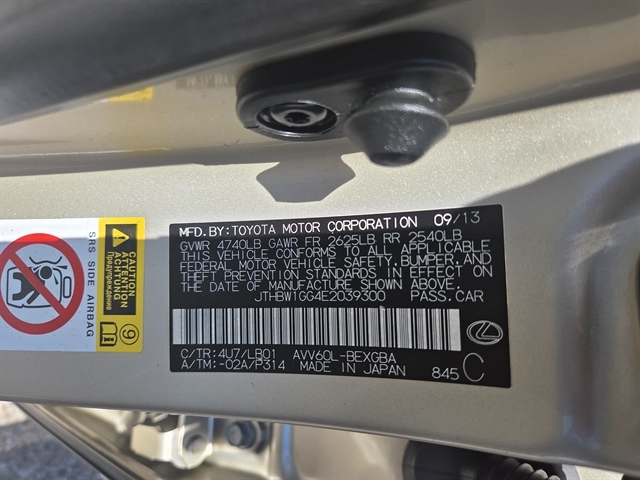 MFD.BY:TOYOTA MOTOR CORPORATION 09/13
GVWR 4740LB GAWR FR 2625LB RR 2540LB
THIS VEHICLE CONFORMS TO ALL APPLICABLE
FEDERAL MOTOR VEHICLE SAFETY, BUMPER, AND
THEFT PREVENTION STANDARDS IN EFFECT ON
THE DATE OF MANUFACTURE SHOWN ABOVE.
JTHBW1GG4E2039300 PASS.CAR
C/TR:4U7/LB01 AVV60L-BEXGBA
A/TM:-02A/P314 MADE IN JAPAN 845 C
SRS SIDE AIRBAG
CAUTION
ATTENTION
ACHTUNG
Предупреждение
9